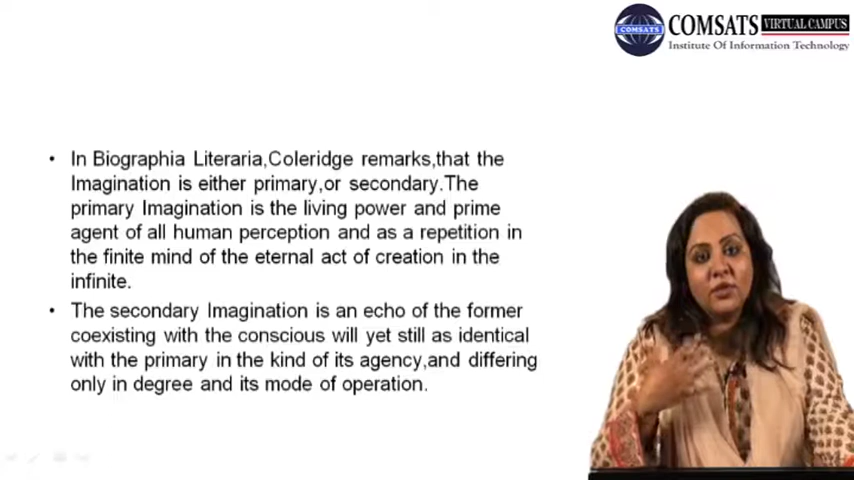 COMSATS
COMSATS VIRTUAL CAMPUS
Institute Of Information Technology
• In Biographia Literaria,Coleridge remarks,that the
Imagination is either primary,or secondary.The
primary Imagination is the living power and prime
agent of all human perception and as a repetition in
the finite mind of the eternal act of creation in the
infinite.
• The secondary Imagination is an echo of the former
coexisting with the conscious will yet still as identical
with the primary in the kind of its agency,and differing
only in degree and its mode of operation.